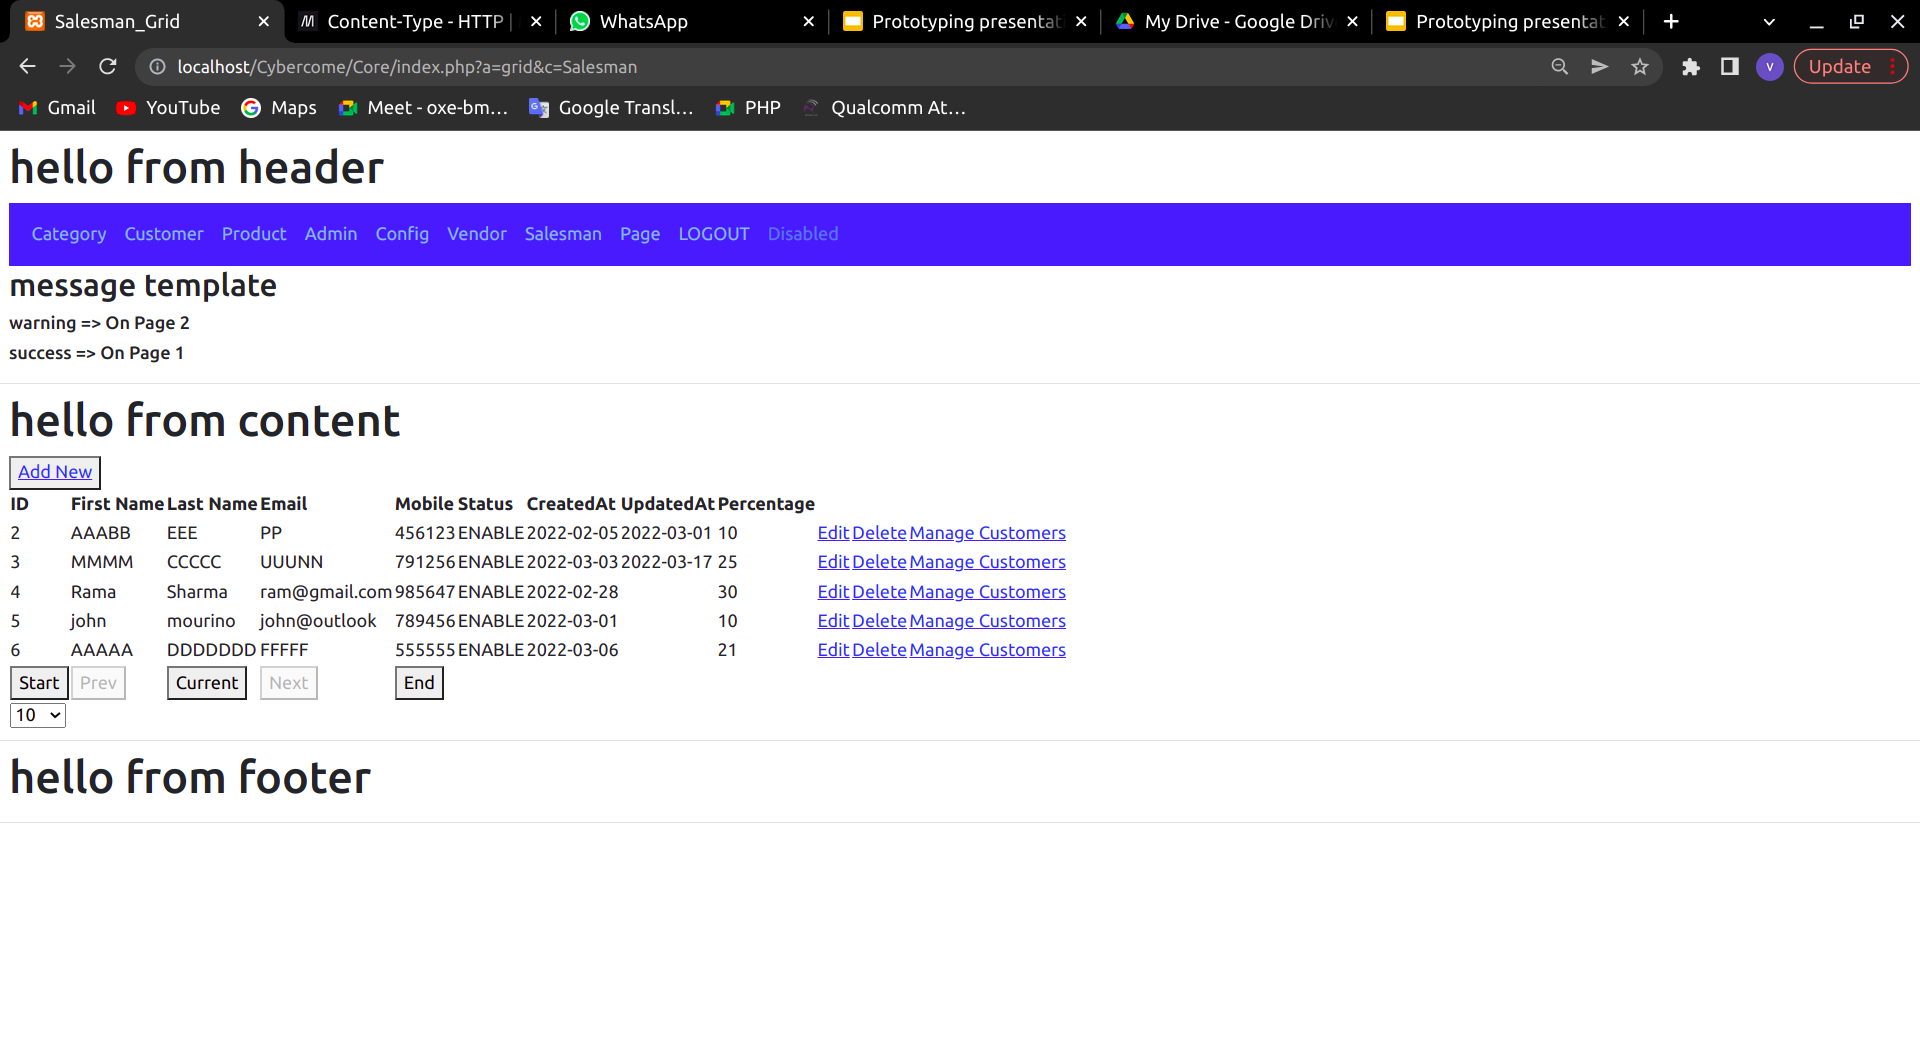 Salesman_Grid Content-Type - HTTP | WhatsApp Prototyping presentat My Drive - Google Driv Prototyping presentat
localhost/Cybercome/Core/index.php?a=grid&c=Salesman V Update
Gmail YouTube Maps Meet - oxe-bm... Google Transl... PHP Qualcomm At...
hello from header
Category Customer Product Admin Config Vendor Salesman Page LOGOUT Disabled
message template
warning => On Page 2
success => On Page 1
hello from content
Add New
ID First Name Last Name Email Mobile Status CreatedAt UpdatedAt Percentage
2 AAABB EEE PP 456123 ENABLE 2022-02-05 2022-03-01 10 Edit Delete Manage Customers
3 MMMM CCCCC UUUNN 791256 ENABLE 2022-03-03 2022-03-17 25 Edit Delete Manage Customers
4 Rama Sharma ram@gmail.com 985647 ENABLE 2022-02-28 30 Edit Delete Manage Customers
5 john mourino john@outlook 789456 ENABLE 2022-03-01 10 Edit Delete Manage Customers
6 AAAAA DDDDDDD FFFFF 555555 ENABLE 2022-03-06 21 Edit Delete Manage Customers
Start Prev Current Next End
10
hello from footer